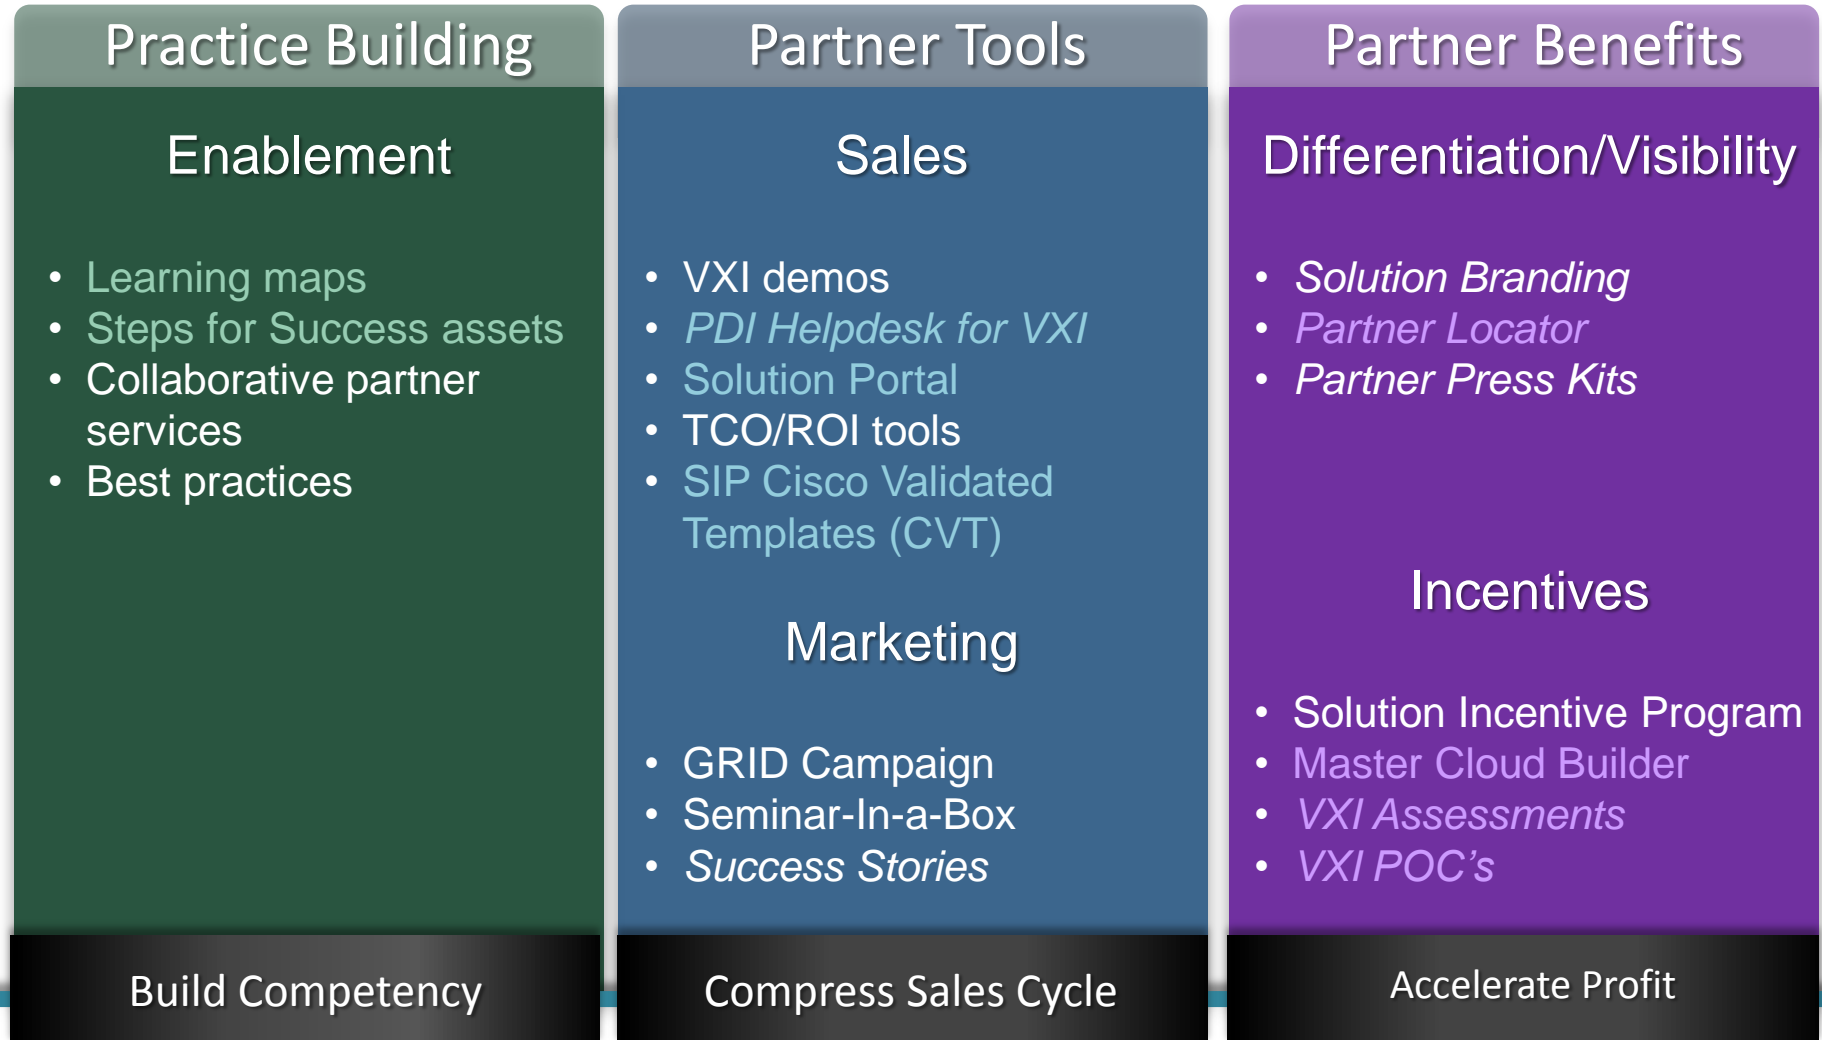 Practice Building
Enablement
• Learning maps
• Steps for Success assets
• Collaborative partner
services
• Best practices
Build Competency
Partner Tools
Sales
• VXI demos
• PDI Helpdesk for VXI
• Solution Portal
• TCO/ROI tools
• SIP Cisco Validated
Templates (CVT)
Marketing
• GRID Campaign
• Seminar-In-a-Box
• Success Stories
Compress Sales Cycle
Partner Benefits
Differentiation/Visibility
• Solution Branding
• Partner Locator
• Partner Press Kits
Incentives
• Solution Incentive Program
• Master Cloud Builder
• VXI Assessments
• VXI POC’s
Accelerate Profit